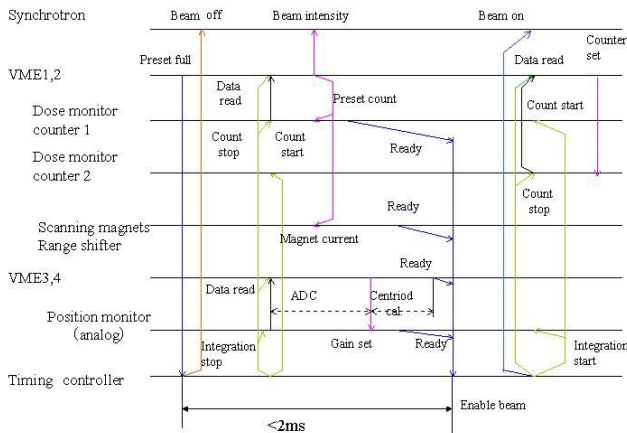 Synchrotron
Beam off
Beam intensity
Beam on
Preset full
Data read
Counter
set
VME1,2
Data
read
Preset count
Count start
Dose monitor
counter 1
Count
stop
Count
start
Ready
Dose monitor
counter 2
Count
stop
Ready
Scanning magnets
Range shifter
Magnet current
Ready
VME3,4
Data read
ADC
Centriod
cal.
Position monitor
(analog)
Integration
stop
Gain set
Ready
Integration
start
Timing controller
Enable beam
<2ms